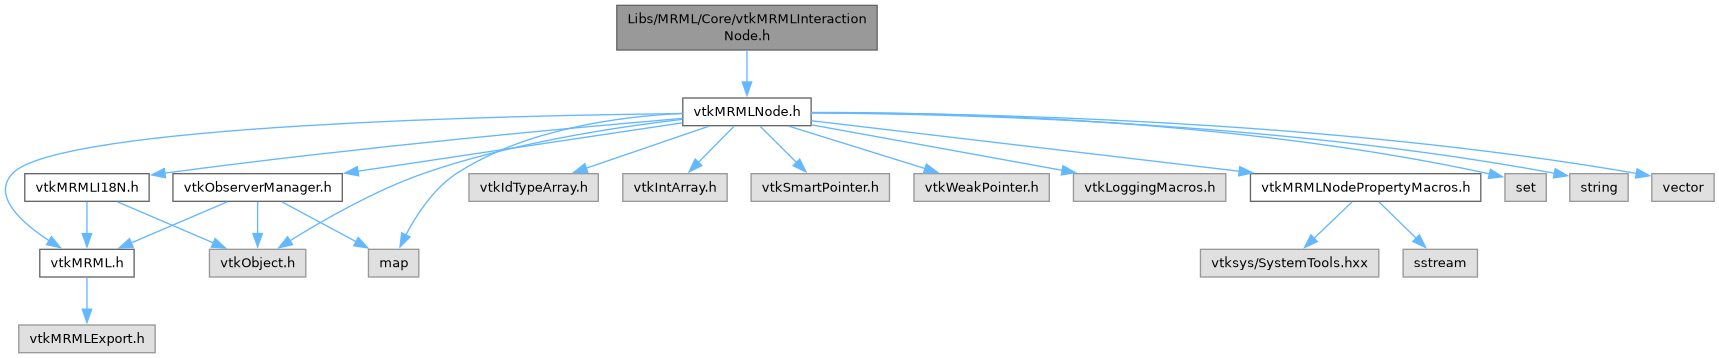 Libs/MRML/Core/vtkMRMLInteraction
Node.h
vtkMRMLNode.h
vtkMRMLI18N.h
vtkObserverManager.h
vtkIdTypeArray.h
vtkIntArray.h
vtkSmartPointer.h
vtkWeakPointer.h
vtkLoggingMacros.h
vtkMRMLNodePropertyMacros.h
set
string
vector
vtkMRML.h
vtkObject.h
map
vtksys/SystemTools.hxx
sstream
vtkMRMLExport.h